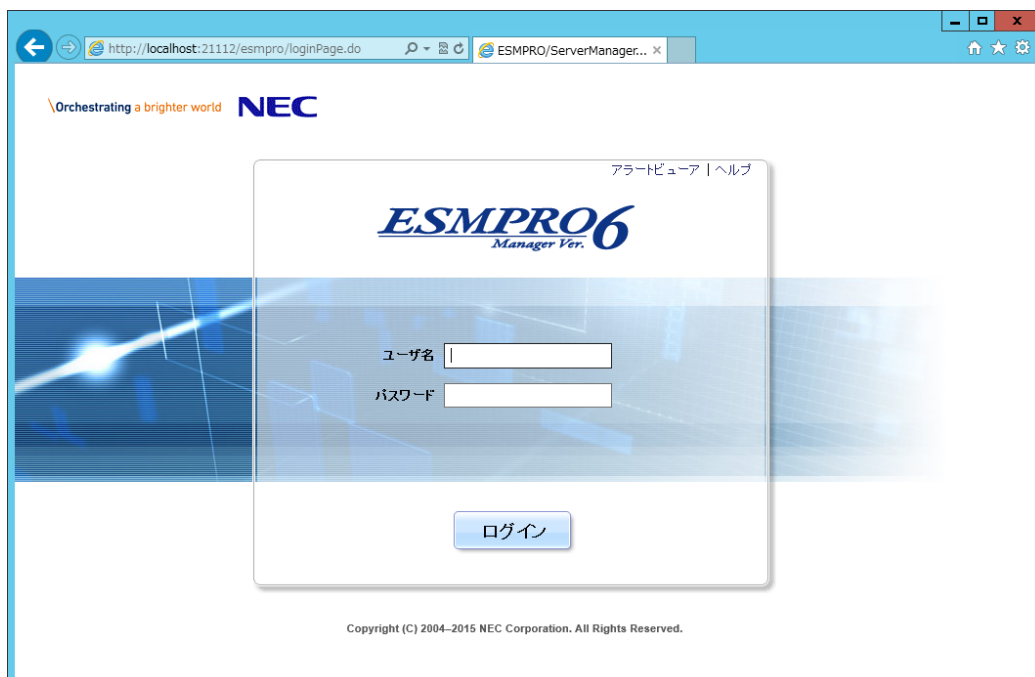 http://localhost:21112/esmpro/loginPage.do
ESMPRO/ServerManager...
Orchestrating a brighter world NEC
アラートビューア | ヘルプ
ESMPRO6
Manager Ver.
ユーザ名
パスワード
ログイン
Copyright (C) 2004–2015 NEC Corporation. All Rights Reserved.